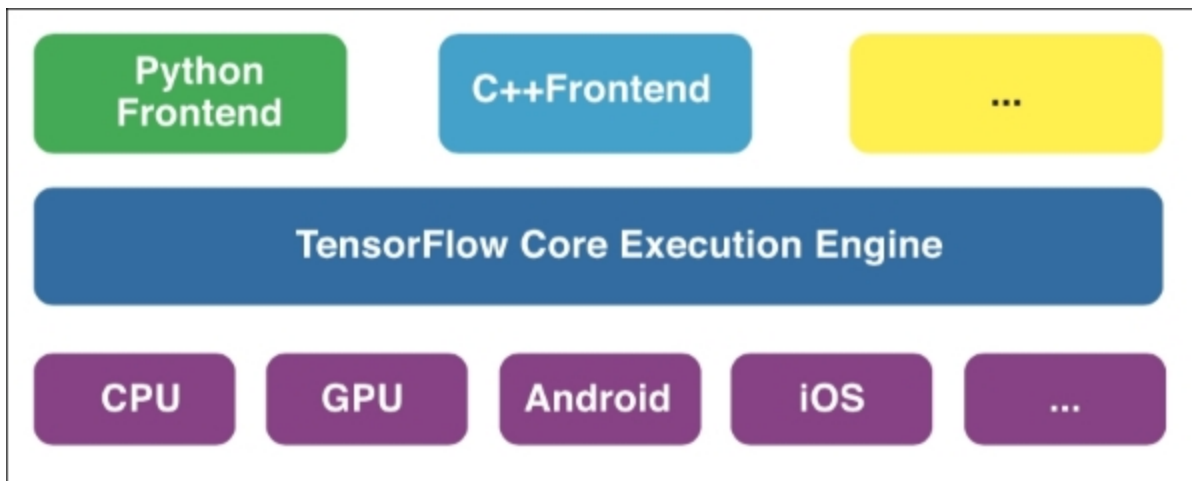 Python
Frontend
C++Frontend
...
TensorFlow Core Execution Engine
CPU
GPU
Android
iOS
...